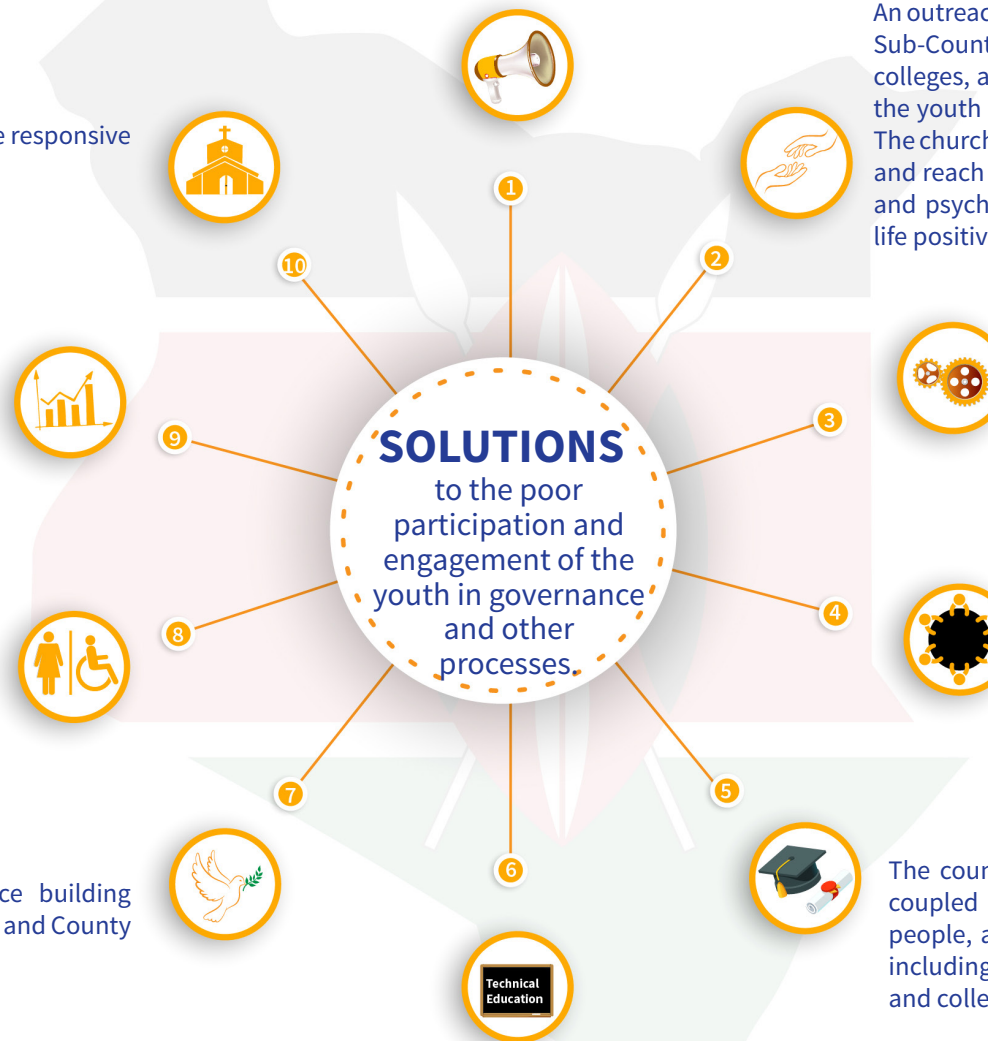 An outreac
Sub-Count
colleges, a
the youth
The church
and reach
and psych
life positiv
e responsive
1
2
3
4
5
6
7
8
9
10
SOLUTIONS
to the poor
participation and
engagement of the
youth in governance
and other
processes.
ce building
and County
Technical
Education
The coun
coupled
people, a
including
and colle